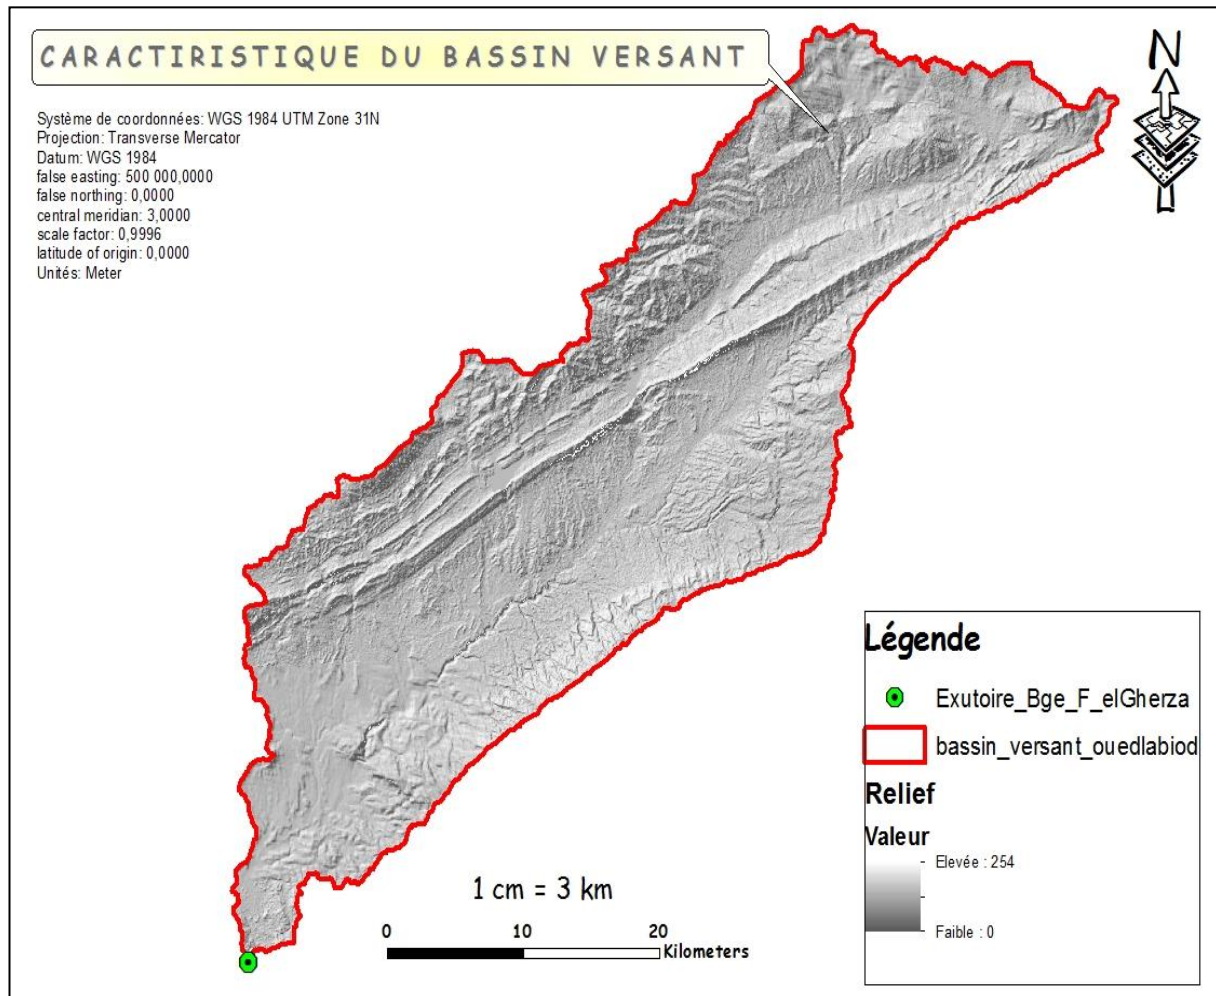 CARACTIRISTIQUE DU BASSIN VERSANT
N
Système de coordonnées: WGS 1984 UTM Zone 31N
Projection: Transverse Mercator
Datum: WGS 1984
false easting: 500 000,0000
false northing: 0,0000
central meridian: 3,0000
scale factor: 0,9996
latitude of origin: 0,0000
Unités: Meter
Légende
Exutoire_Bge_F_elGherza
bassin_versant_ouedlabiod
Relief
Valeur
Elevée : 254
Faible : 0
1 cm = 3 km
0 10 20
Kilometers